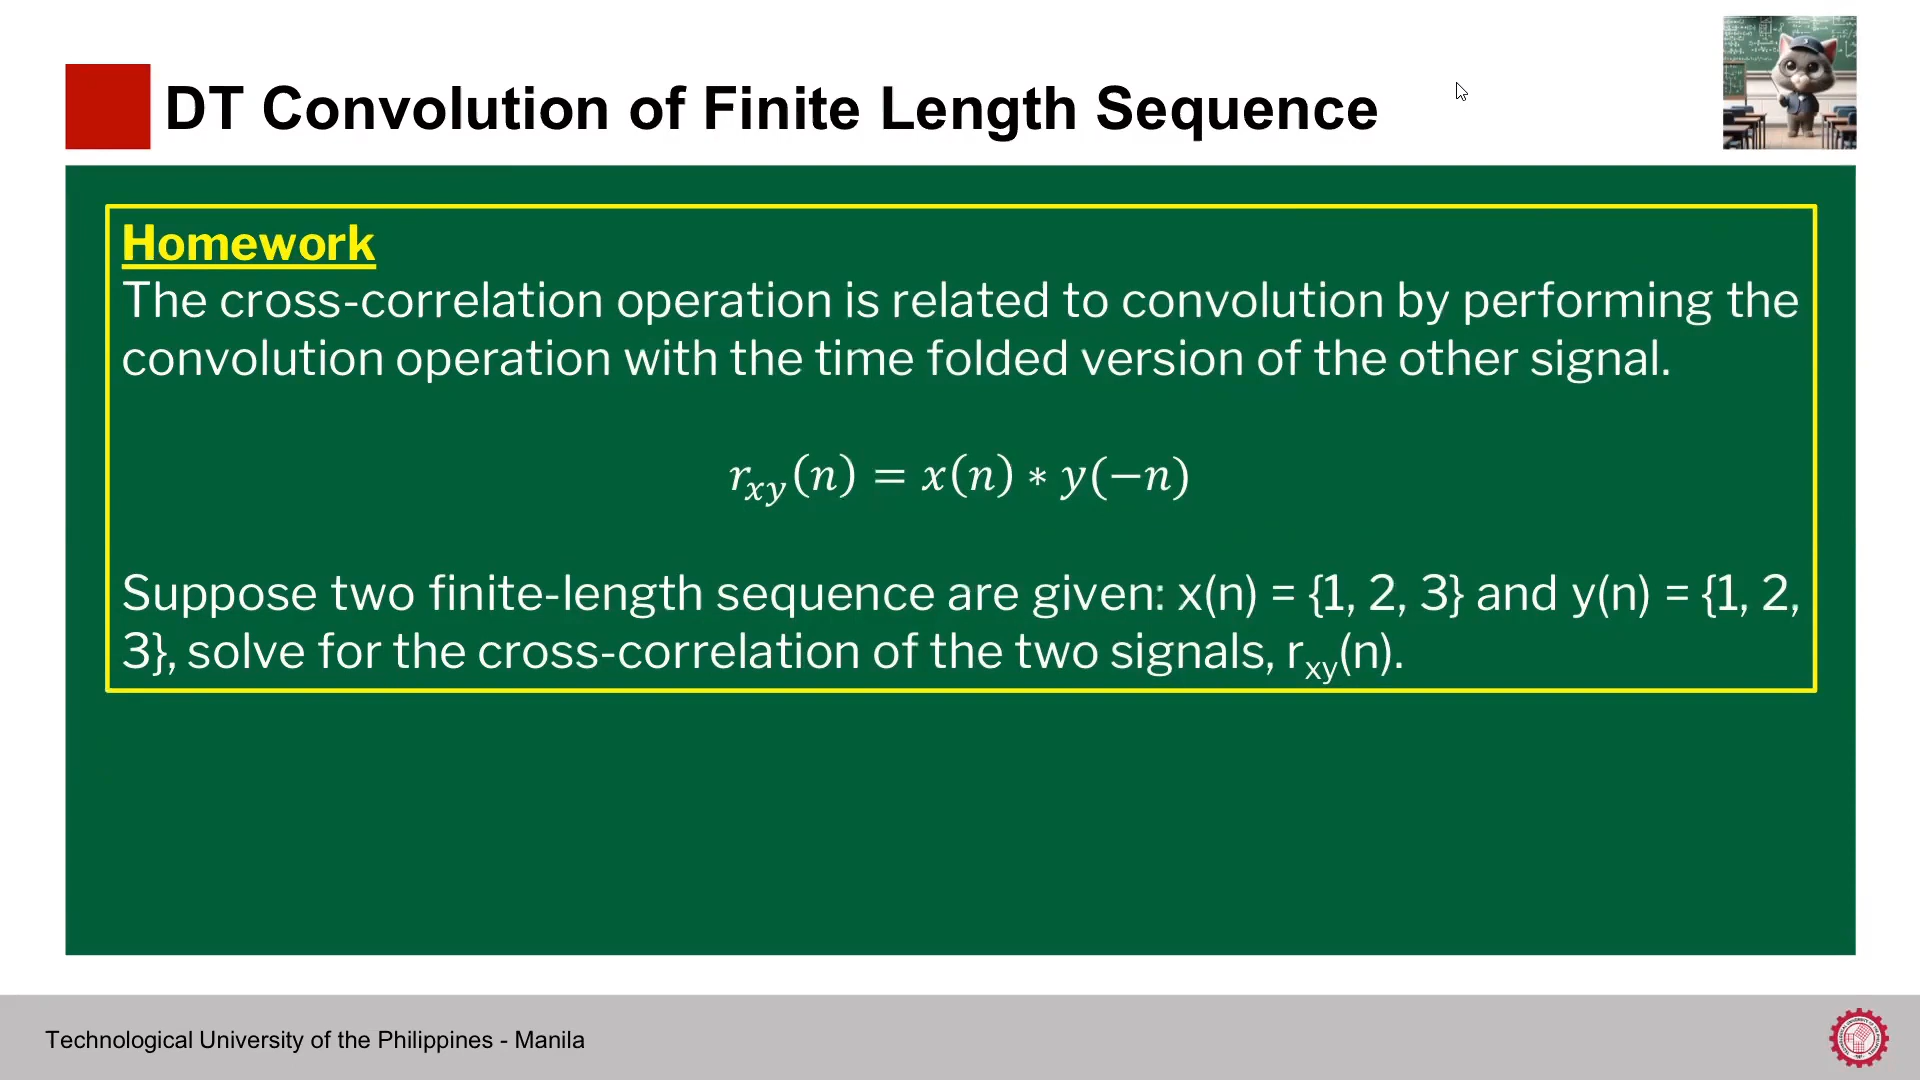 DT Convolution of Finite Length Sequence
Homework
The cross-correlation operation is related to convolution by performing the
convolution operation with the time folded version of the other signal.
r_xy(n) = x(n) ∗ y(−n)
Suppose two finite-length sequence are given: x(n) = {1, 2, 3} and y(n) = {1, 2,
3}, solve for the cross-correlation of the two signals, r_xy(n).
Technological University of the Philippines - Manila